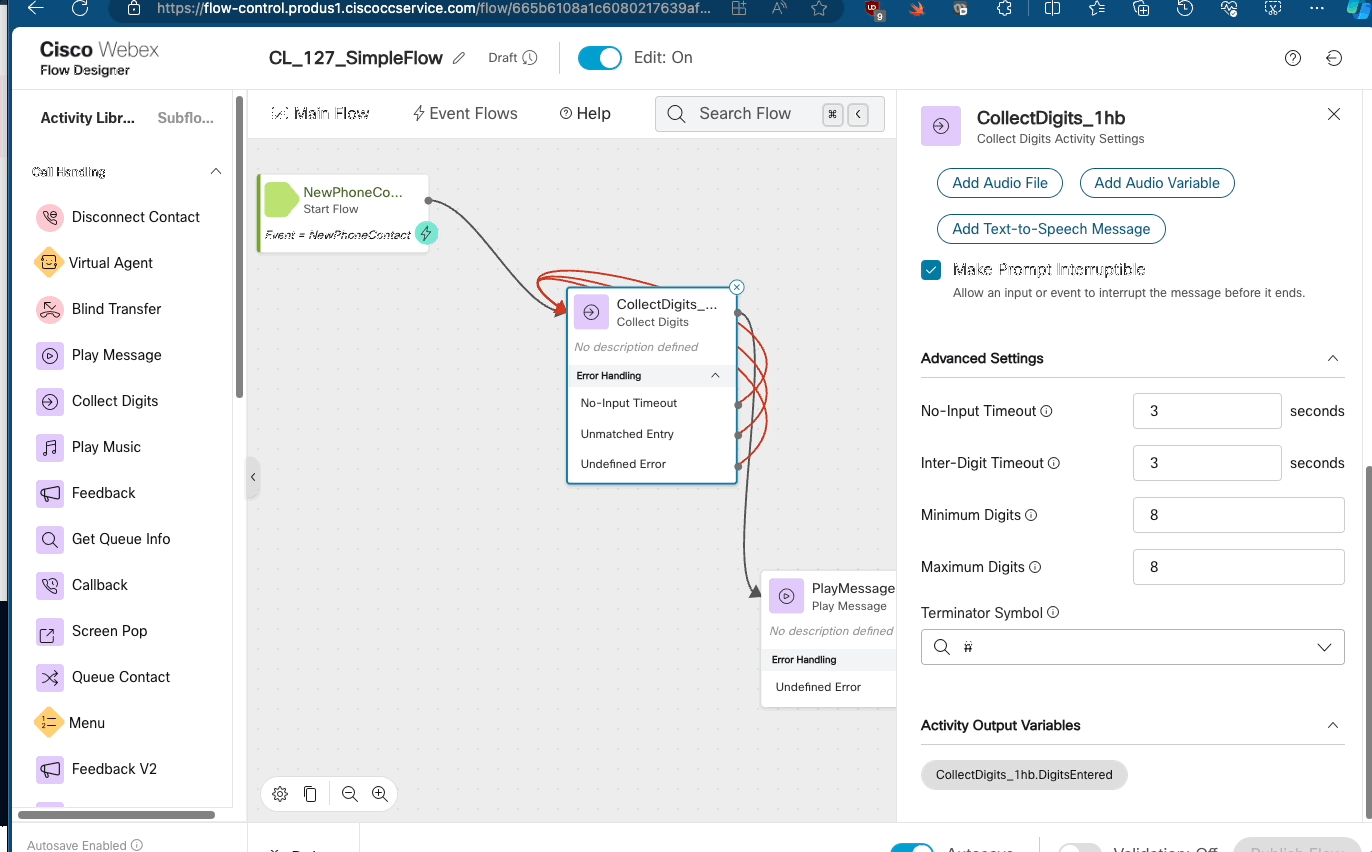 https://flow-control.produs1.ciscoccservice.com/flow/665b6108a1c6080217639af...
9
Cisco Webex
Flow Designer
CL_127_SimpleFlow
Draft
Edit: On
Activity Libr...
Subflo...
Main Flow
Event Flows
Help
Search Flow
⌘
<
Call Handling
Disconnect Contact
Virtual Agent
Blind Transfer
Play Message
Collect Digits
Play Music
Feedback
Get Queue Info
Callback
Screen Pop
Queue Contact
Menu
Feedback V2
Autosave Enabled
NewPhoneCo...
Start Flow
Event = NewPhoneContact
CollectDigits_...
Collect Digits
No description defined
Error Handling
No-Input Timeout
Unmatched Entry
Undefined Error
PlayMessage
Play Message
No description defined
Error Handling
Undefined Error
CollectDigits_1hb
Collect Digits Activity Settings
Add Audio File
Add Audio Variable
Add Text-to-Speech Message
Make Prompt Interruptible
Allow an input or event to interrupt the message before it ends.
Advanced Settings
No-Input Timeout
3
seconds
Inter-Digit Timeout
3
seconds
Minimum Digits
8
Maximum Digits
8
Terminator Symbol
#
Activity Output Variables
CollectDigits_1hb.DigitsEntered
Autosave
Validation: Off
Publish Flow